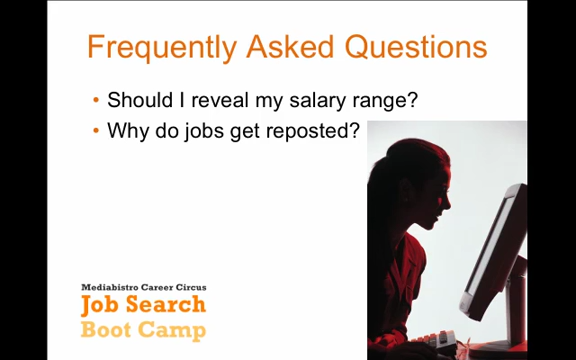 Frequently Asked Questions
• Should I reveal my salary range?
• Why do jobs get reposted?
Mediabistro Career Circus
Job Search
Boot Camp